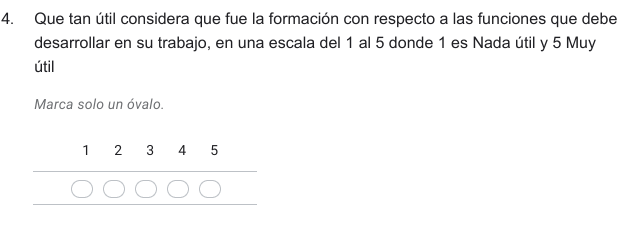 4. Que tan útil considera que fue la formación con respecto a las funciones que debe
desarrollar en su trabajo, en una escala del 1 al 5 donde 1 es Nada útil y 5 Muy
útil
Marca solo un óvalo.
1 2 3 4 5